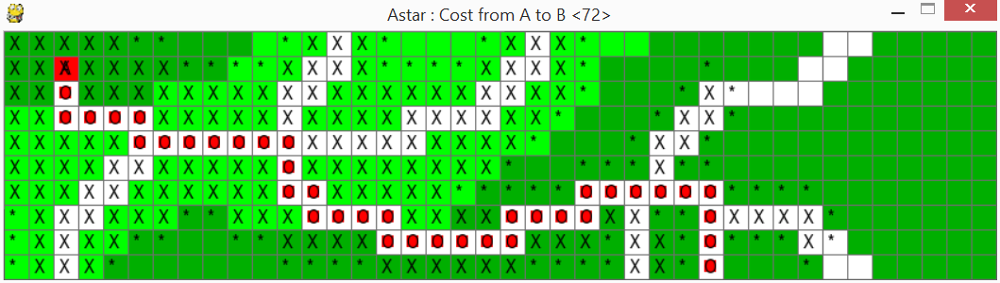 Astar : Cost from A to B <72>
X X X X X * * * X X X * * X X X *
X X X X X X X * * * * X X X X * * * * X X X X * *
X X O X X X X X X X X X X X X X X X X X X X X * * X *
X X O O O O X X X X X X X X X X X X X X X X * * X X *
X X X X X O O O O O O O X X X X X X X X X * * X X *
X X X X X X X X X X X O X X X X X X X X * * * * X * *
X X X X X X X X X X X O O X X X X X * * * * * O O O O O O * * * *
* X X X X X X * * X X X O O O O X X X X O O O O X X * * O X X X X *
* X X X X * * * * X X X X O O O O O O X X X * X X * O * * * X *
* X X X * * * * * X X X X X X * * * * X X * O